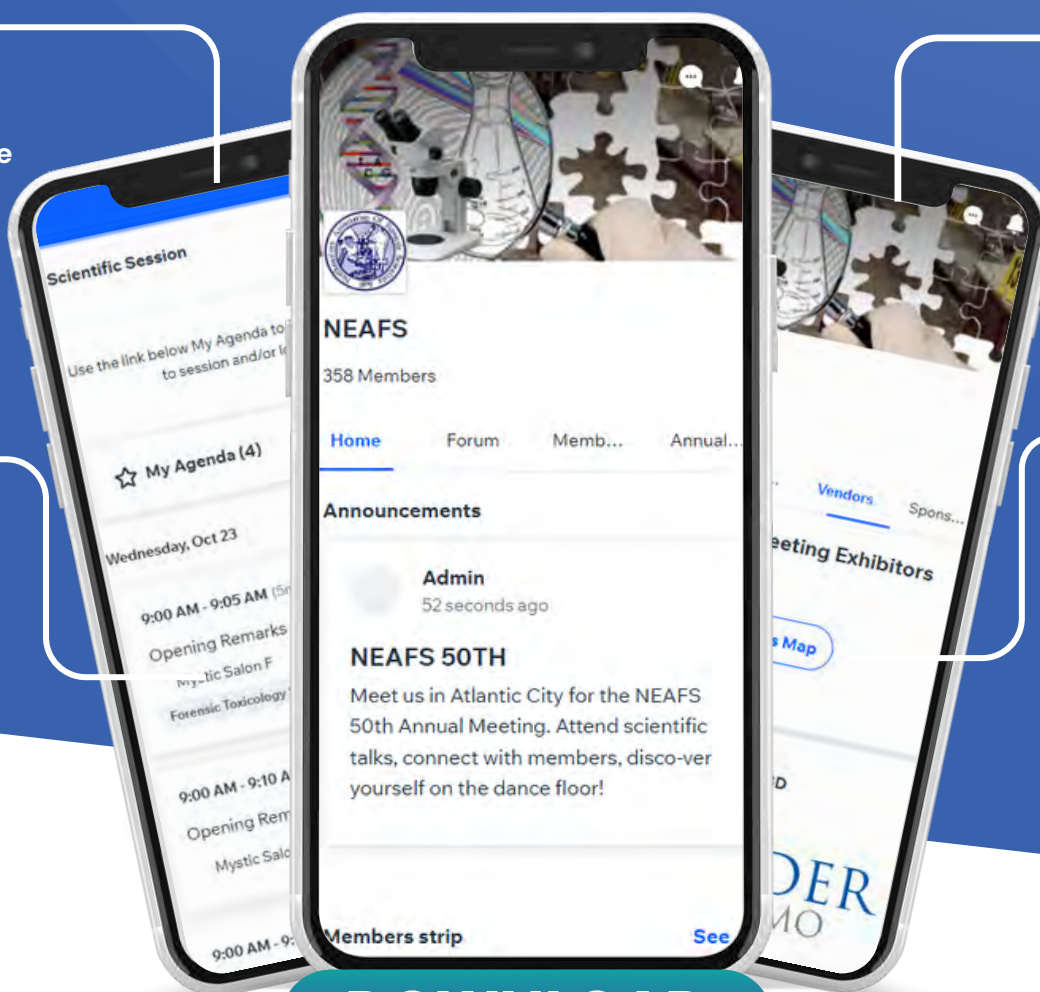 Scientific Session
Use the link below My Agenda to
to session and/or
My Agenda (4)
Wednesday, Oct 23
9:00 AM - 9:05 AM
Opening Remarks
Mystic Salon F
Forensic Toxicology
9:00 AM - 9:10 A
Opening Rem
Mystic Salo
9:00 AM - 9:
NEAFS
358 Members
Home Forum Memb... Annual...
Announcements
Admin
52 seconds ago
NEAFS 50TH
Meet us in Atlantic City for the NEAFS
50th Annual Meeting. Attend scientific
talks, connect with members, disco-ver
yourself on the dance floor!
Members strip See
Vendors Spons...
eeting Exhibitors
s Map
DER
MO
DOWNLOAD